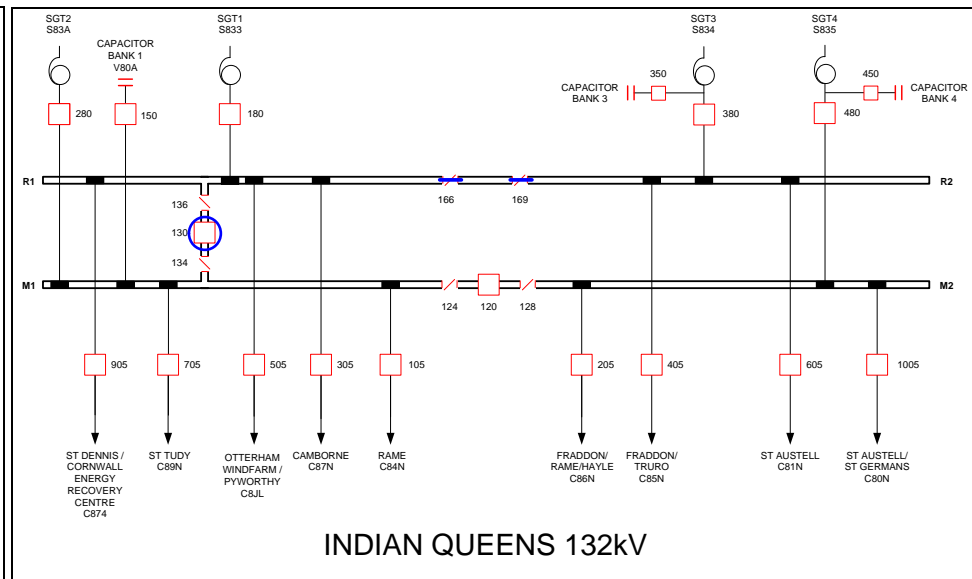 SGT2
S83A
CAPACITOR
BANK 1
V80A
SGT1
S833
SGT3
S834
SGT4
S835
CAPACITOR
BANK 3
350
450
CAPACITOR
BANK 4
280
150
180
380
480
R1
R2
136
166
169
130
134
M1
M2
124
120
128
905
705
505
305
105
205
405
605
1005
ST DENNIS /
CORNWALL
ENERGY
RECOVERY
CENTRE
C874
ST TUDY
C89N
OTTERHAM
WINDFARM /
PYWORTHY
C8JL
CAMBORNE
C87N
RAME
C84N
FRADDON/
RAME/HAYLE
C86N
FRADDON/
TRURO
C85N
ST AUSTELL
C81N
ST AUSTELL/
ST GERMANS
C80N
INDIAN QUEENS 132kV